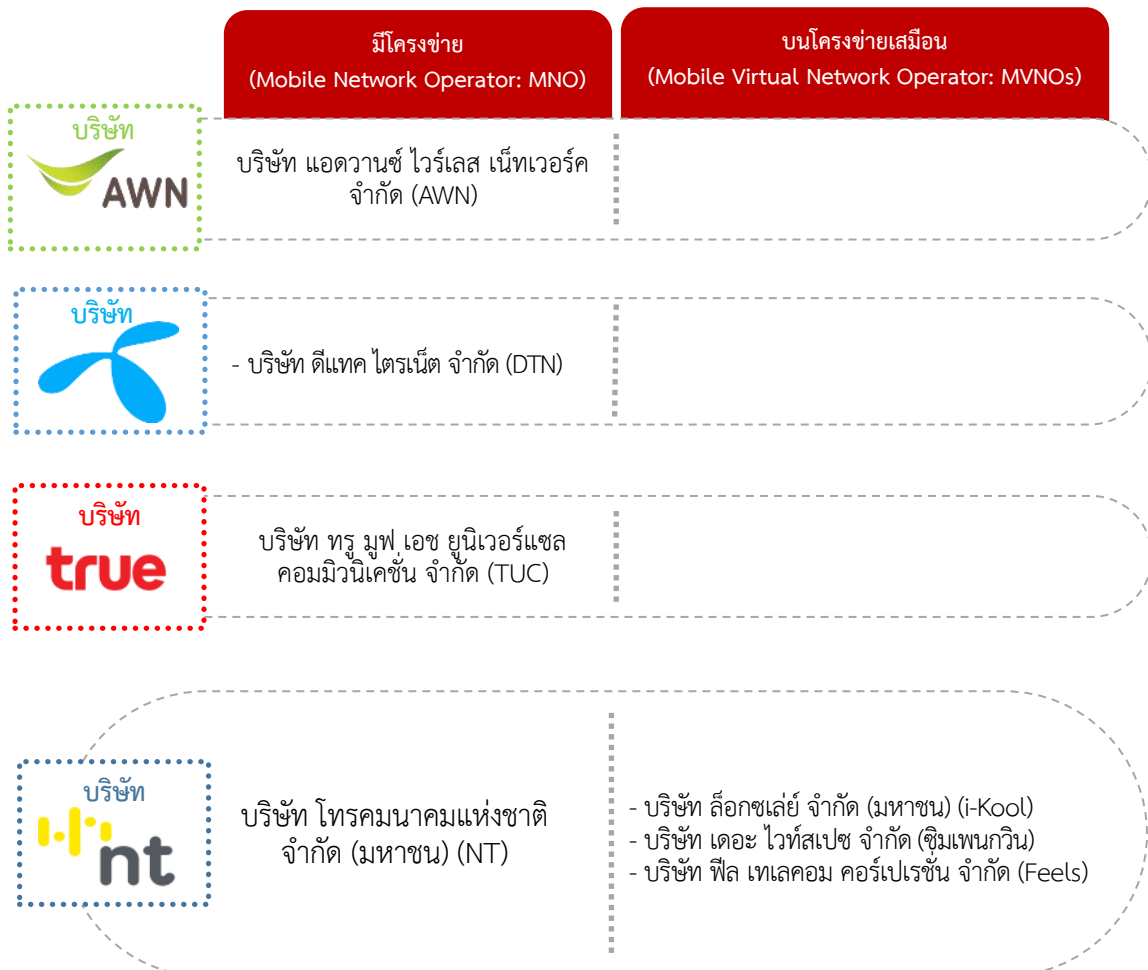 มีโครงข่าย
(Mobile Network Operator: MNO)
บนโครงข่ายเสมือน
(Mobile Virtual Network Operator: MVNOs)
บริษัท
AWN
บริษัท แอดวานซ์ ไวร์เลส เน็ทเวอร์ค
จำกัด (AWN)
บริษัท
- บริษัท ดีแทค ไตรเน็ต จำกัด (DTN)
บริษัท
true
บริษัท ทรู มูฟ เอช ยูนิเวอร์แซล
คอมมิวนิเคชั่น จำกัด (TUC)
บริษัท
nt
บริษัท โทรคมนาคมแห่งชาติ
จำกัด (มหาชน) (NT)
- บริษัท ล็อกซเล่ย์ จำกัด (มหาชน) (i-Kool)
- บริษัท เดอะ ไวท์สเปซ จำกัด (ซิมเพนกวิน)
- บริษัท ฟีล เทเลคอม คอร์เปเรชั่น จำกัด (Feels)